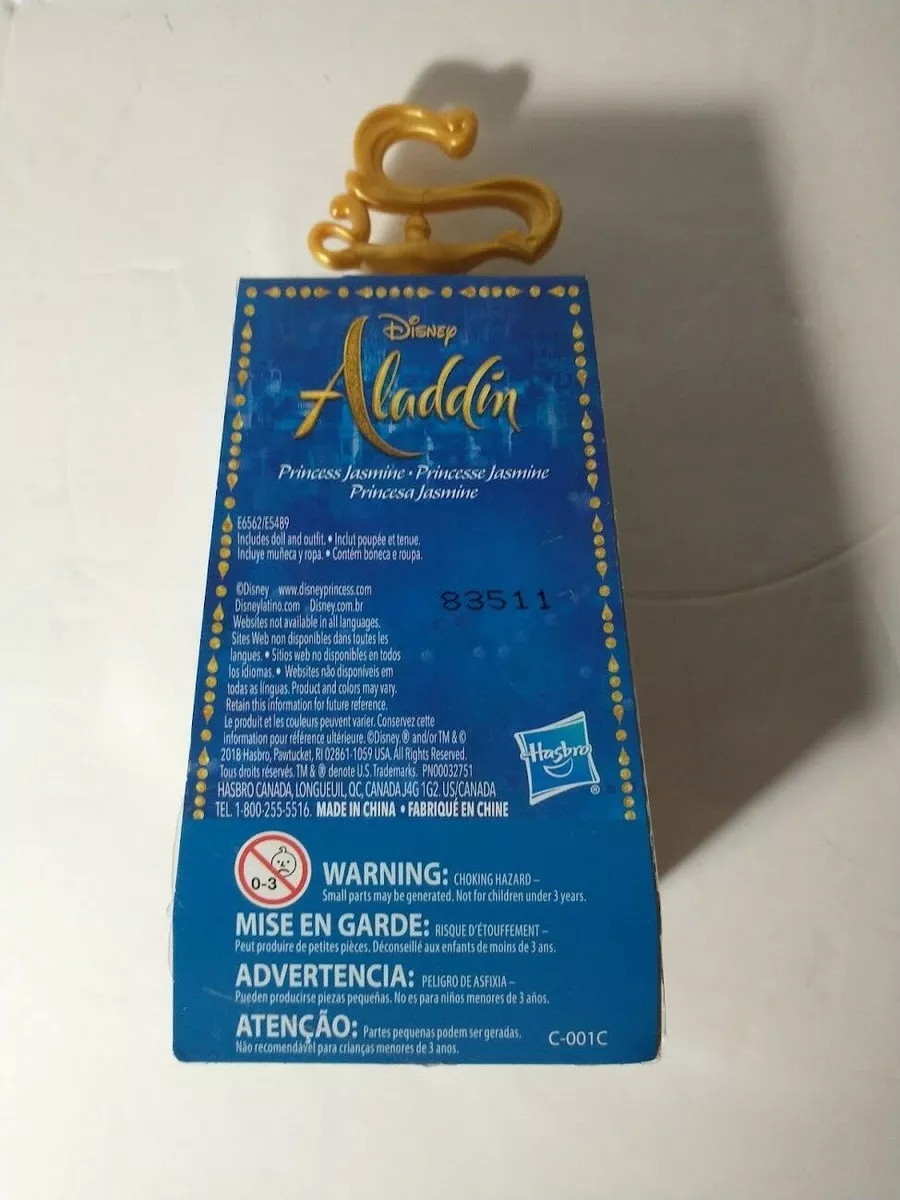 Disney
Aladdin
Princess Jasmine • Princesse Jasmine
Princesa Jasmine
E6562/E5489
Includes doll and outfit. • Inclut poupée et tenue.
Incluye muñeca y ropa. • Contém boneca e roupa.
©Disney www.disneyprincess.com
Disneylatino.com Disney.com.br
Websites not available in all languages.
Sites Web non disponibles dans toutes les
langues. • Sitios web no disponibles en todos
los idiomas. • Websites não disponíveis em
todas as línguas. Product and colors may vary.
Retain this information for future reference.
Le produit et les couleurs peuvent varier. Conservez cette
information pour référence ultérieure. ©Disney. ® and/or TM & ©
2018 Hasbro, Pawtucket, RI 02861-1059 USA. All Rights Reserved.
Tous droits réservés. TM & ® denote U.S. Trademarks. PN00032751
HASBRO CANADA, LONGUEUIL, QC, CANADA J4G 1G2. US/CANADA
TEL. 1-800-255-5516. MADE IN CHINA • FABRIQUÉ EN CHINE
83511
Hasbro
®
0-3
WARNING: CHOKING HAZARD –
Small parts may be generated. Not for children under 3 years.
MISE EN GARDE: RISQUE D'ÉTOUFFEMENT –
Peut produire de petites pièces. Déconseillé aux enfants de moins de 3 ans.
ADVERTENCIA: PELIGRO DE ASFIXIA –
Pueden producirse piezas pequeñas. No es para niños menores de 3 años.
ATENÇÃO: Partes pequenas podem ser geradas.
Não recomendável para crianças menores de 3 anos.
C-001C